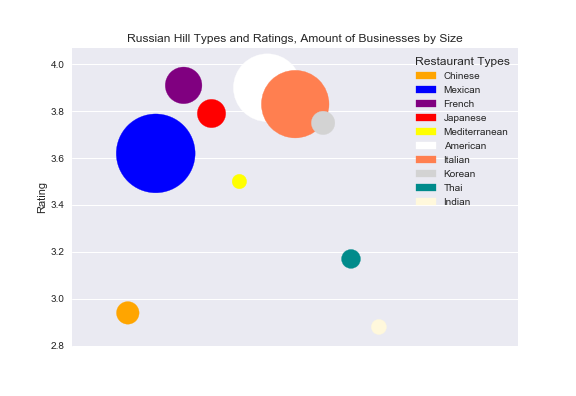 Russian Hill Types and Ratings, Amount of Businesses by Size
Restaurant Types
Chinese
Mexican
French
Japanese
Mediterranean
American
Italian
Korean
Thai
Indian
Rating
4.0
3.8
3.6
3.4
3.2
3.0
2.8